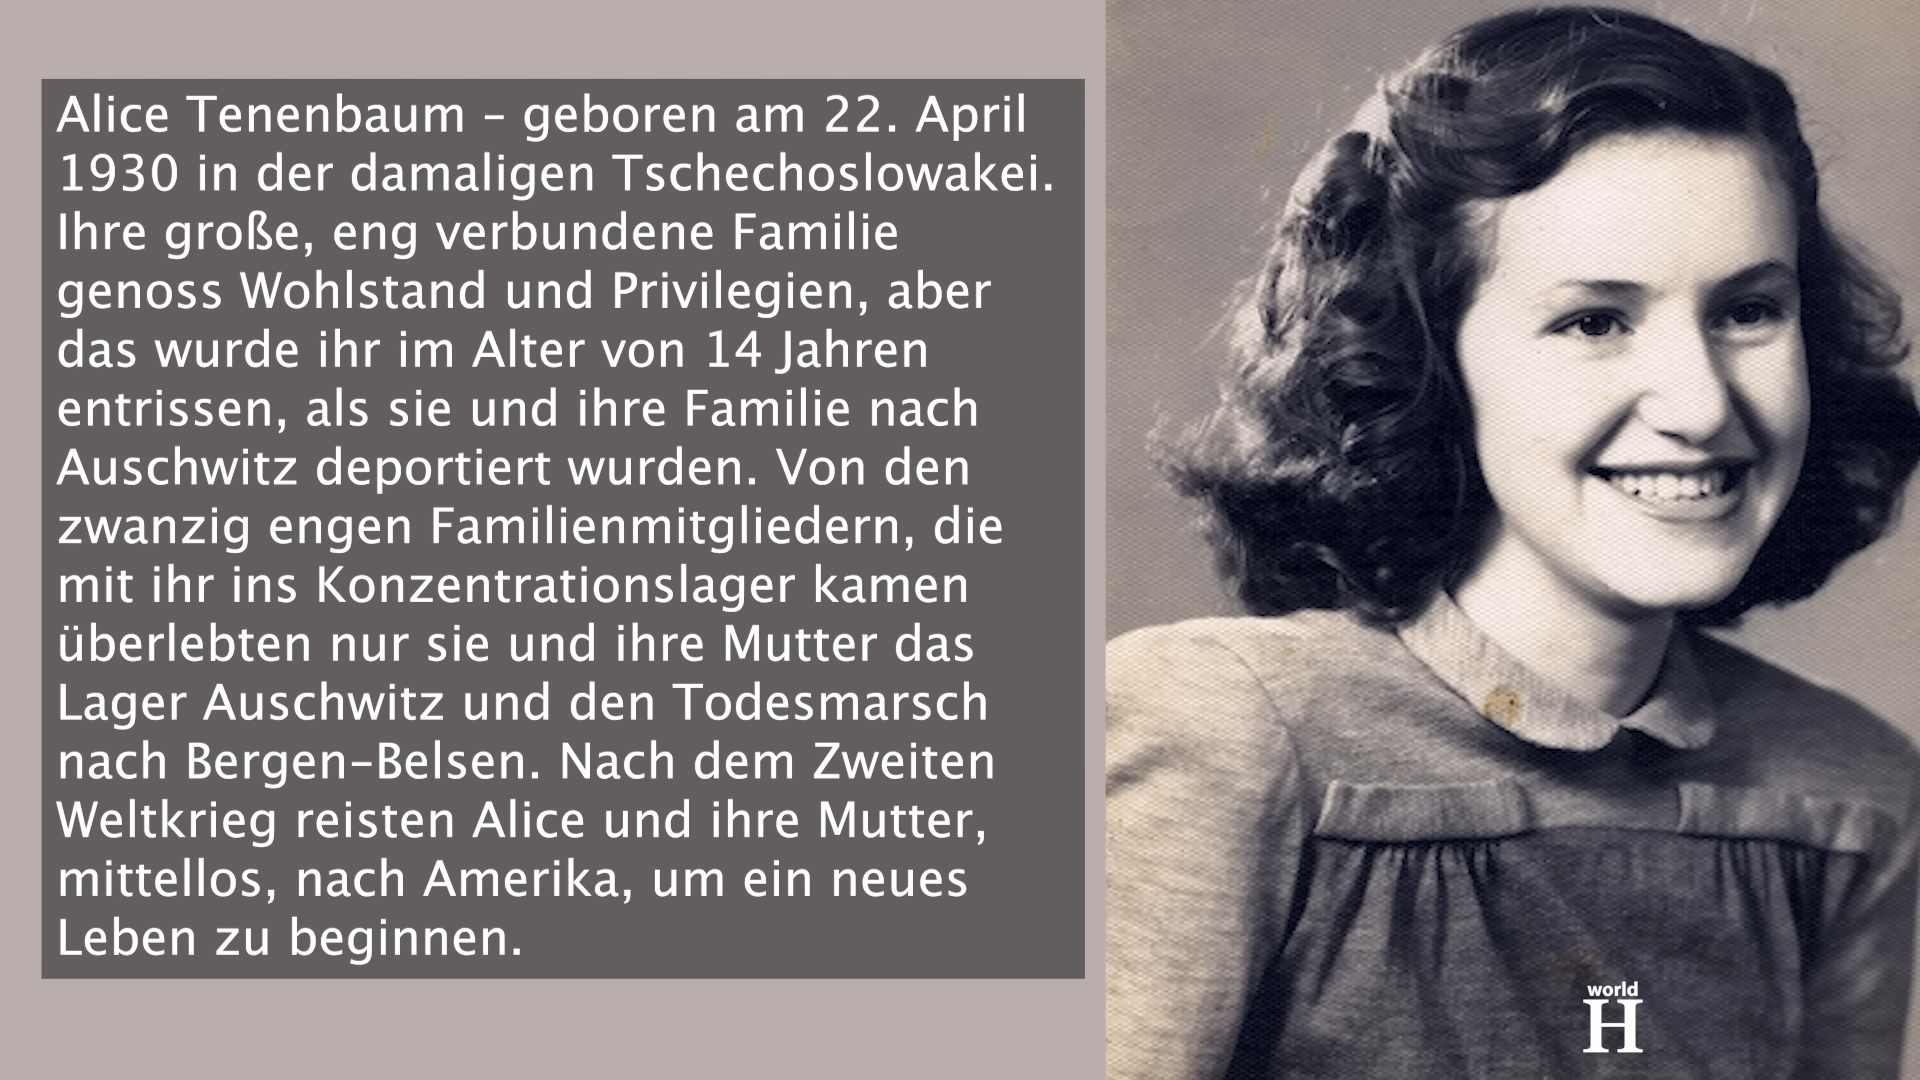 Alice Tenenbaum – geboren am 22. April
1930 in der damaligen Tschechoslowakei.
Ihre große, eng verbundene Familie
genoss Wohlstand und Privilegien, aber
das wurde ihr im Alter von 14 Jahren
entrissen, als sie und ihre Familie nach
Auschwitz deportiert wurden. Von den
zwanzig engen Familienmitgliedern, die
mit ihr ins Konzentrationslager kamen
überlebten nur sie und ihre Mutter das
Lager Auschwitz und den Todesmarsch
nach Bergen-Belsen. Nach dem Zweiten
Weltkrieg reisten Alice und ihre Mutter,
mittellos, nach Amerika, um ein neues
Leben zu beginnen.
world
H